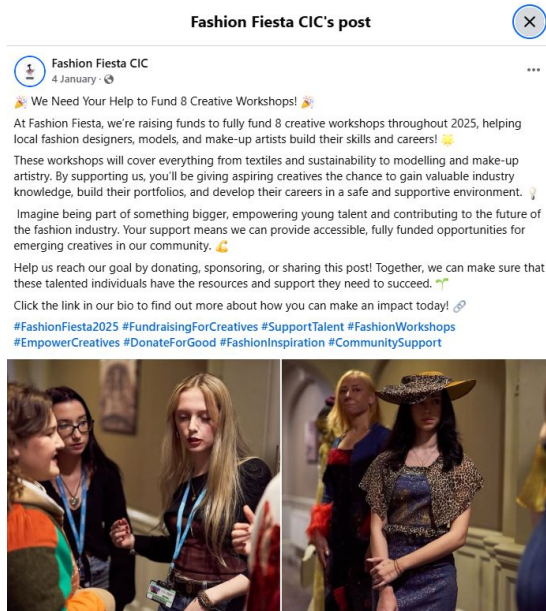 Fashion Fiesta CIC's post
Fashion Fiesta CIC
4 January ·
🎉 We Need Your Help to Fund 8 Creative Workshops! 🎉
At Fashion Fiesta, we're raising funds to fully fund 8 creative workshops throughout 2025, helping
local fashion designers, models, and make-up artists build their skills and careers! 🌟
These workshops will cover everything from textiles and sustainability to modelling and make-up
artistry. By supporting us, you'll be giving aspiring creatives the chance to gain valuable industry
knowledge, build their portfolios, and develop their careers in a safe and supportive environment. 💡
Imagine being part of something bigger, empowering young talent and contributing to the future of
the fashion industry. Your support means we can provide accessible, fully funded opportunities for
emerging creatives in our community. 💪
Help us reach our goal by donating, sponsoring, or sharing this post! Together, we can make sure that
these talented individuals have the resources and support they need to succeed. 🌱
Click the link in our bio to find out more about how you can make an impact today! 🔗
#FashionFiesta2025 #FundraisingForCreatives #SupportTalent #FashionWorkshops
#EmpowerCreatives #DonateForGood #FashionInspiration #CommunitySupport